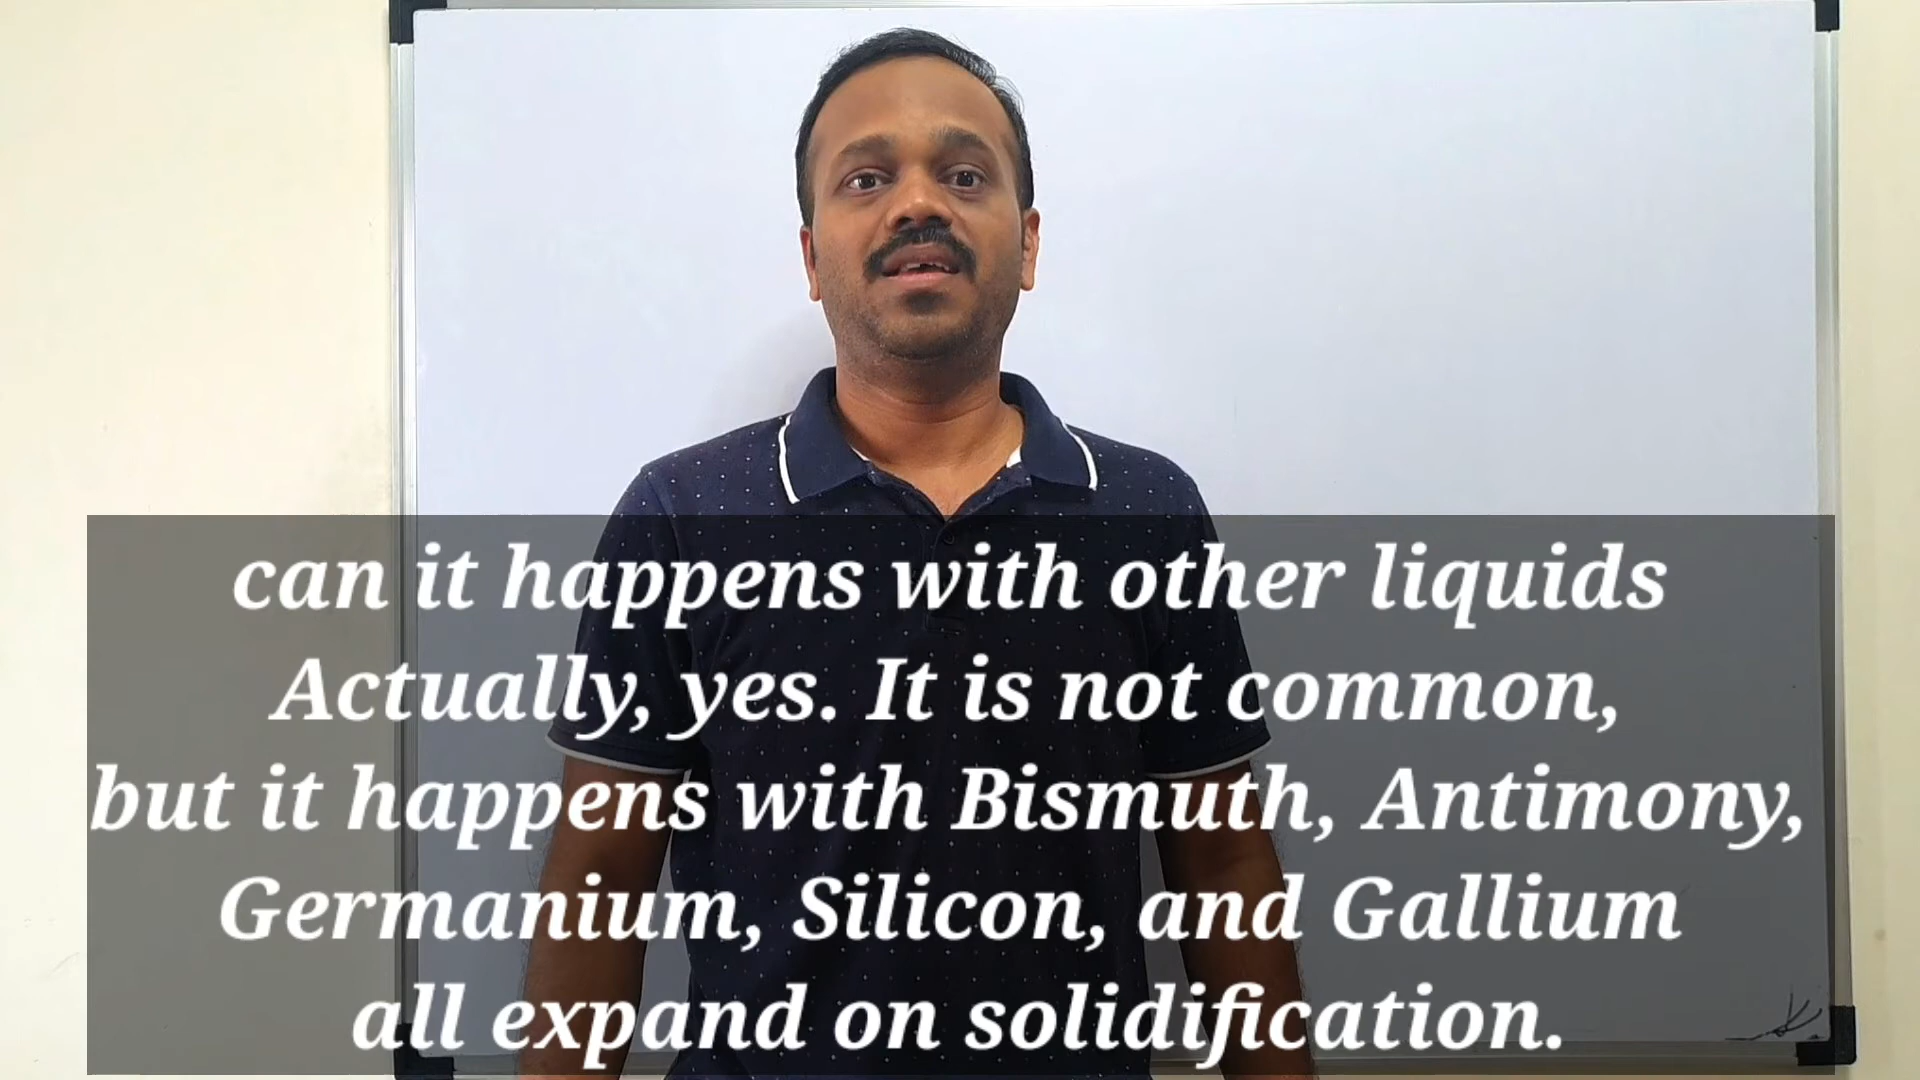 can it happens with other liquids
Actually, yes. It is not common,
but it happens with Bismuth, Antimony,
Germanium, Silicon, and Gallium
all expand on solidification.